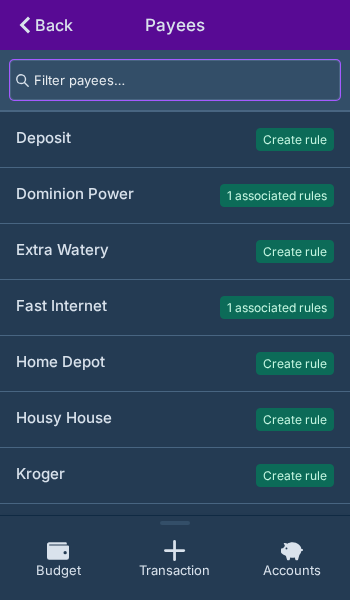 Back Payees
Filter payees...
Deposit Create rule
Dominion Power 1 associated rules
Extra Watery Create rule
Fast Internet 1 associated rules
Home Depot Create rule
Housy House Create rule
Kroger Create rule
Budget Transaction Accounts